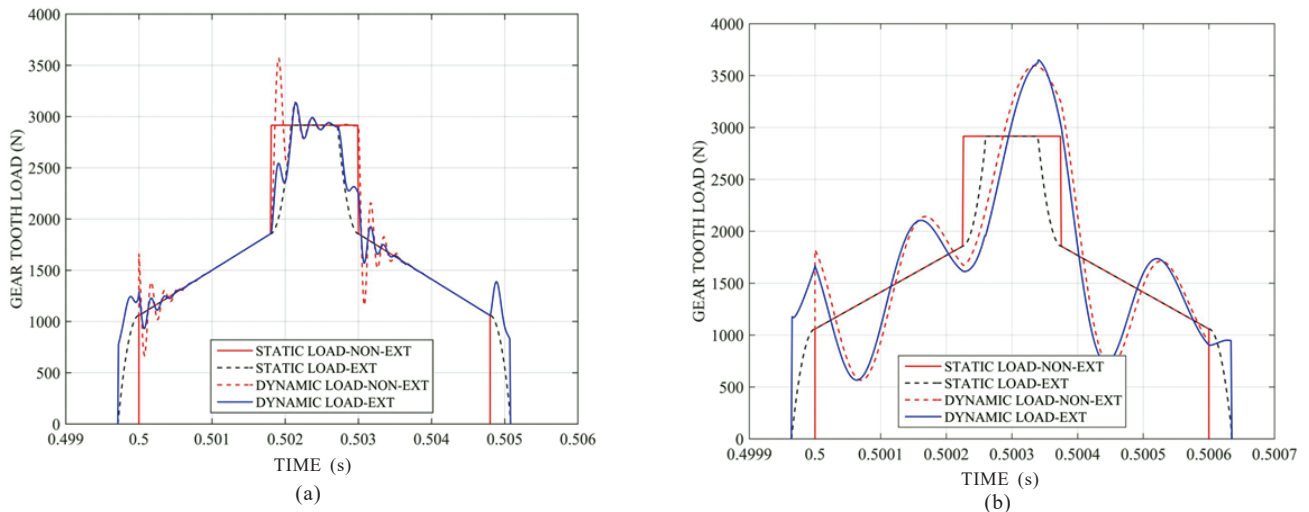 4000
3500
3000
2500
2000
1500
1000
500
0
GEAR TOOTH LOAD (N)
STATIC LOAD-NON-EXT
STATIC LOAD-EXT
DYNAMIC LOAD-NON-EXT
DYNAMIC LOAD-EXT
0.499 0.5 0.501 0.502 0.503 0.504 0.505 0.506
TIME (s)
(a)
4000
3500
3000
2500
2000
1500
1000
500
0
GEAR TOOTH LOAD (N)
STATIC LOAD-NON-EXT
STATIC LOAD-EXT
DYNAMIC LOAD-NON-EXT
DYNAMIC LOAD-EXT
0.4999 0.5 0.5001 0.5002 0.5003 0.5004 0.5005 0.5006 0.5007
TIME (s)
(b)